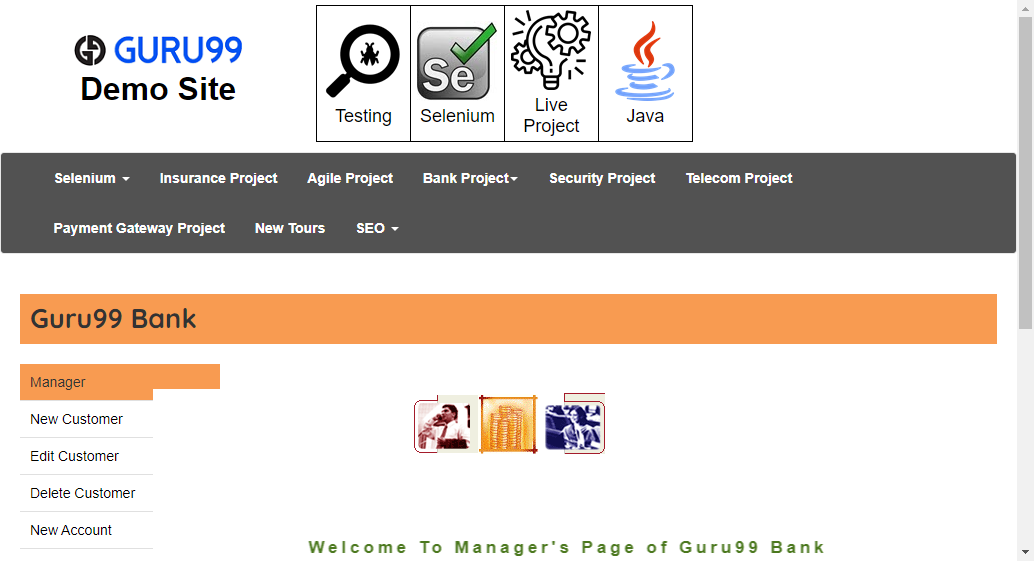 GURU99
Demo Site
Testing
Se
Selenium
Live
Project
Java
Selenium
Insurance Project
Agile Project
Bank Project
Security Project
Telecom Project
Payment Gateway Project
New Tours
SEO
Guru99 Bank
Manager
New Customer
Edit Customer
Delete Customer
New Account
Welcome To Manager's Page of Guru99 Bank